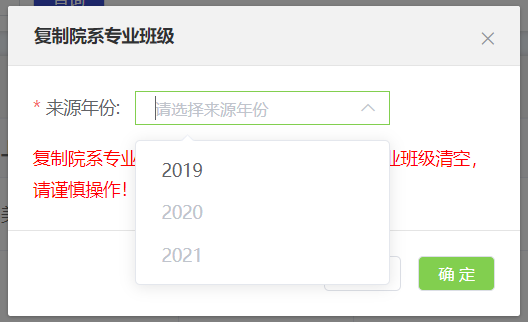 复制院系专业班级
* 来源年份:
请选择来源年份
复制院系专业 业班级清空，
请谨慎操作！
2019
2020
2021
确 定